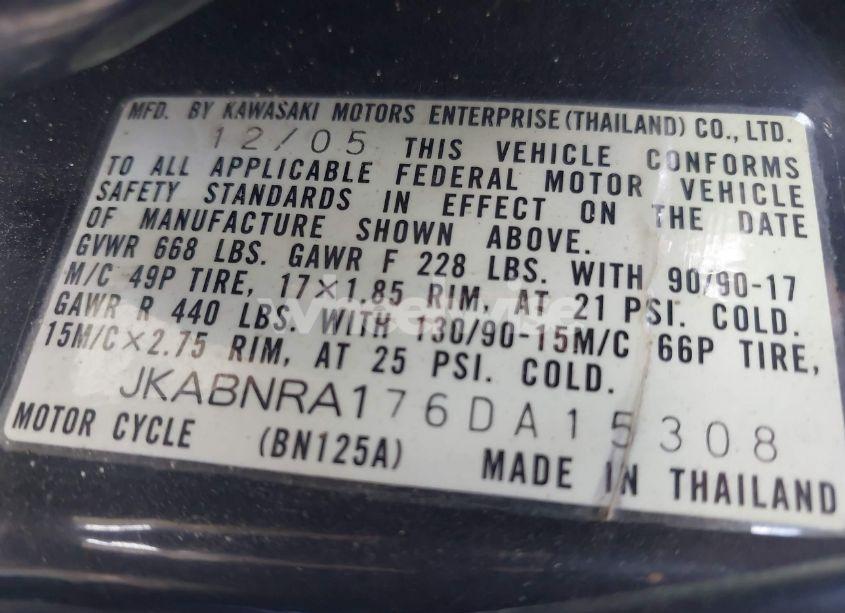 MFD. BY KAWASAKI MOTORS ENTERPRISE (THAILAND) CO., LTD.
12/05 THIS VEHICLE CONFORMS
TO ALL APPLICABLE FEDERAL MOTOR VEHICLE
SAFETY STANDARDS IN EFFECT ON THE DATE
OF MANUFACTURE SHOWN ABOVE.
GVWR 668 LBS. GAWR F 228 LBS. WITH 90/90-17
M/C 49P TIRE, 17×1.85 RIM, AT 21 PSI. COLD.
GAWR R 440 LBS. WITH 130/90-15M/C 66P TIRE,
15M/C×2.75 RIM, AT 25 PSI. COLD.
JKABNRA176DA15308
MOTOR CYCLE (BN125A) MADE IN THAILAND